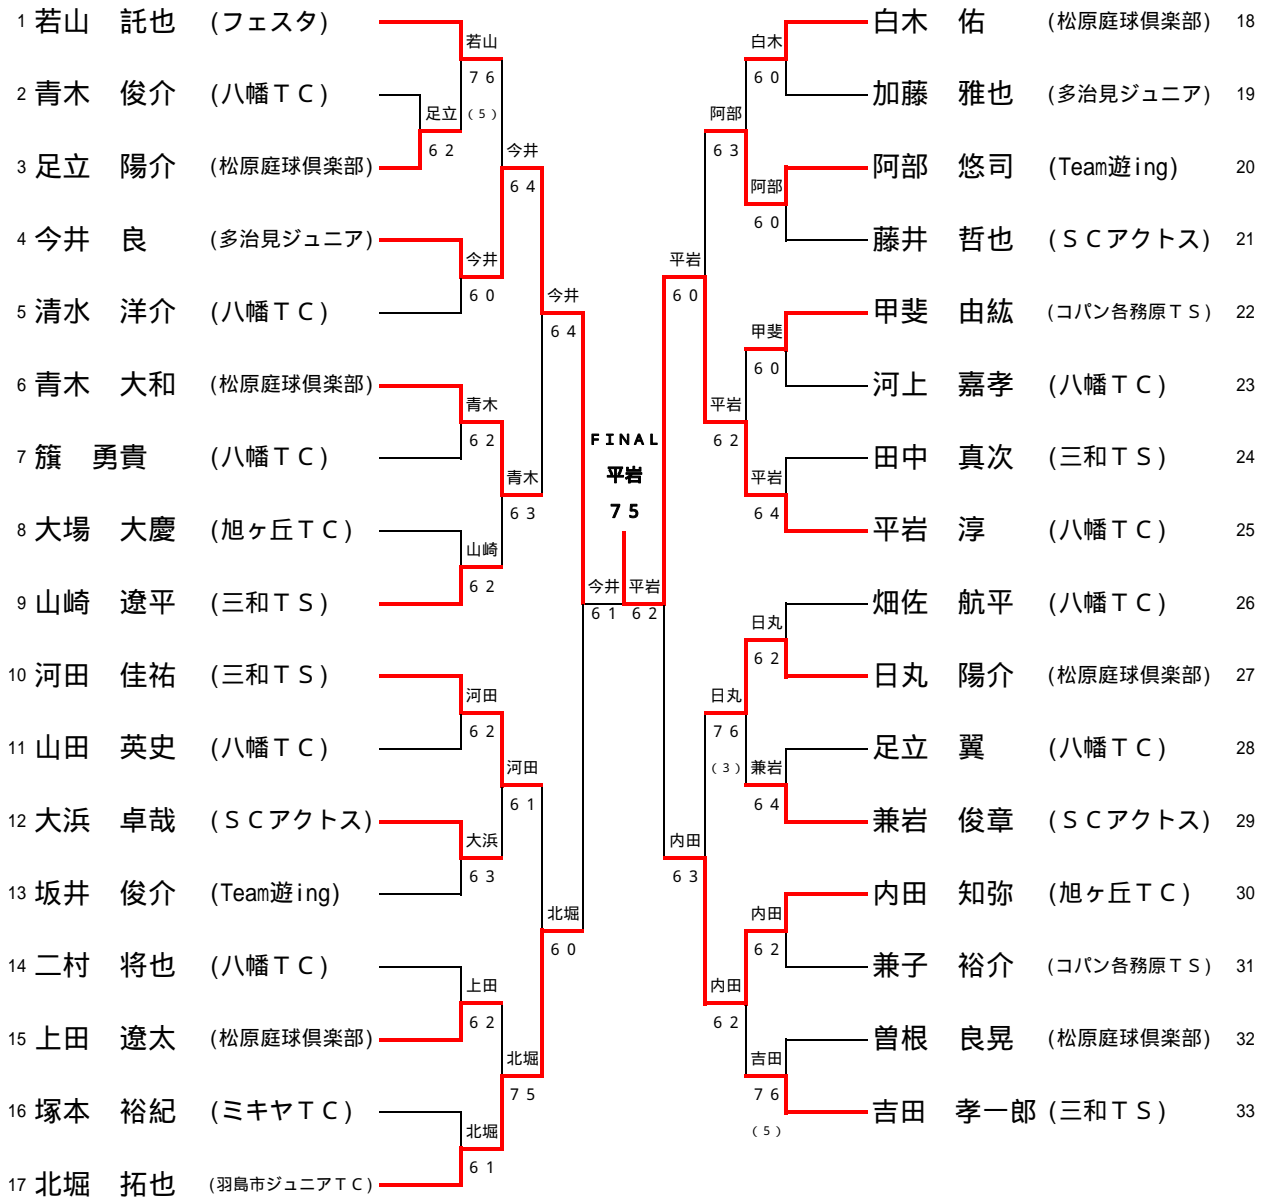 1 若山 託也 (フェスタ)
2 青木 俊介 (八幡ＴＣ)
3 足立 陽介 (松原庭球倶楽部)
4 今井 良 (多治見ジュニア)
5 清水 洋介 (八幡ＴＣ)
6 青木 大和 (松原庭球倶楽部)
7 籏 勇貴 (八幡ＴＣ)
8 大場 大慶 (旭ヶ丘ＴＣ)
9 山崎 遼平 (三和ＴＳ)
10 河田 佳祐 (三和ＴＳ)
11 山田 英史 (八幡ＴＣ)
12 大浜 卓哉 (ＳＣアクトス)
13 坂井 俊介 (Team遊ing)
14 二村 将也 (八幡ＴＣ)
15 上田 遼太 (松原庭球倶楽部)
16 塚本 裕紀 (ミキヤＴＣ)
17 北堀 拓也 (羽島市ジュニアＴＣ)
足立
6 2
若山
7 6
(5)
今井
6 0
青木
6 2
山崎
6 2
河田
6 2
大浜
6 3
上田
6 2
北堀
6 1
今井
6 4
青木
6 3
河田
6 1
北堀
7 5
今井
6 4
北堀
6 0
今井
6 1
FINAL
平岩
7 5
平岩
6 2
平岩
6 0
内田
6 3
阿部
6 3
平岩
6 2
日丸
7 6
(3)
内田
6 2
白木
6 0
阿部
6 0
甲斐
6 0
平岩
6 4
日丸
6 2
兼岩
6 4
内田
6 2
吉田
7 6
(5)
白木 佑 (松原庭球倶楽部) 18
加藤 雅也 (多治見ジュニア) 19
阿部 悠司 (Team遊ing) 20
藤井 哲也 (ＳＣアクトス) 21
甲斐 由紘 (コパン各務原ＴＳ) 22
河上 嘉孝 (八幡ＴＣ) 23
田中 真次 (三和ＴＳ) 24
平岩 淳 (八幡ＴＣ) 25
畑佐 航平 (八幡ＴＣ) 26
日丸 陽介 (松原庭球倶楽部) 27
足立 翼 (八幡ＴＣ) 28
兼岩 俊章 (ＳＣアクトス) 29
内田 知弥 (旭ヶ丘ＴＣ) 30
兼子 裕介 (コパン各務原ＴＳ) 31
曽根 良晃 (松原庭球倶楽部) 32
吉田 孝一郎 (三和ＴＳ) 33